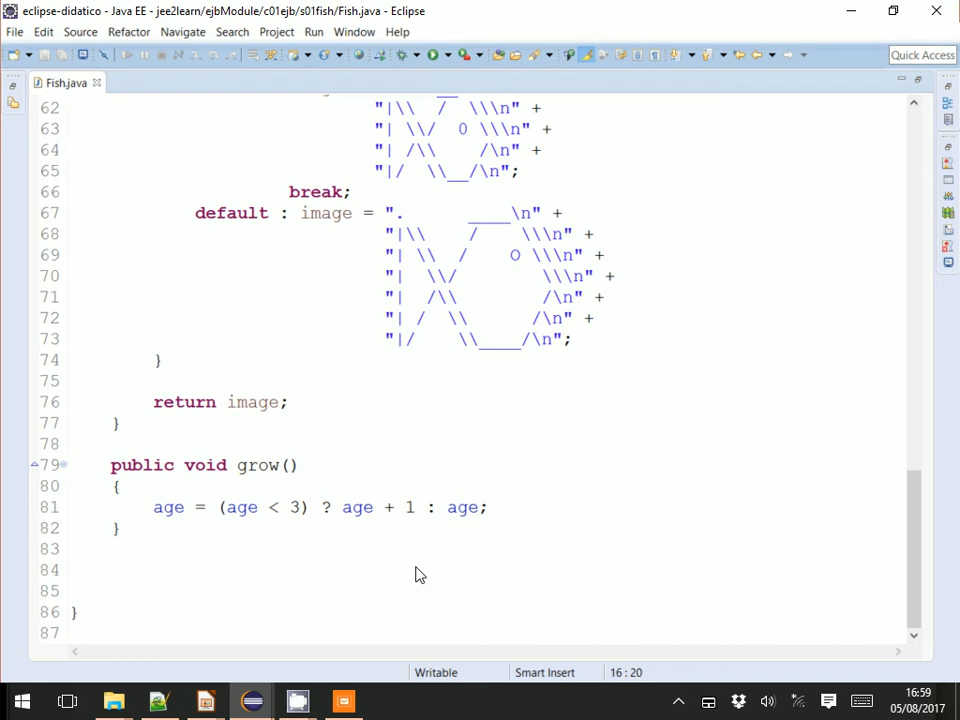 eclipse-didatico - Java EE - jee2learn/ejbModule/c01ejb/s01fish/Fish.java - Eclipse
File Edit Source Refactor Navigate Search Project Run Window Help
Quick Access
Fish.java
62 "|\\ / \\\n" +
63 "| \\/ O \\\n" +
64 "| /\\ /\n" +
65 "|/ \\__/\n";
66 break;
67 default : image = ". ____\n" +
68 "|\\ / \\\n" +
69 "| \\ / O \\\n" +
70 "| \\/ \\\n" +
71 "| /\\ /\n" +
72 "| / \\ /\n" +
73 "|/ \\____/\n";
74 }
75
76 return image;
77 }
78
79 public void grow()
80 {
81 age = (age < 3) ? age + 1 : age;
82 }
83
84
85
86 }
87
Writable Smart Insert 16 : 20
16:59
05/08/2017